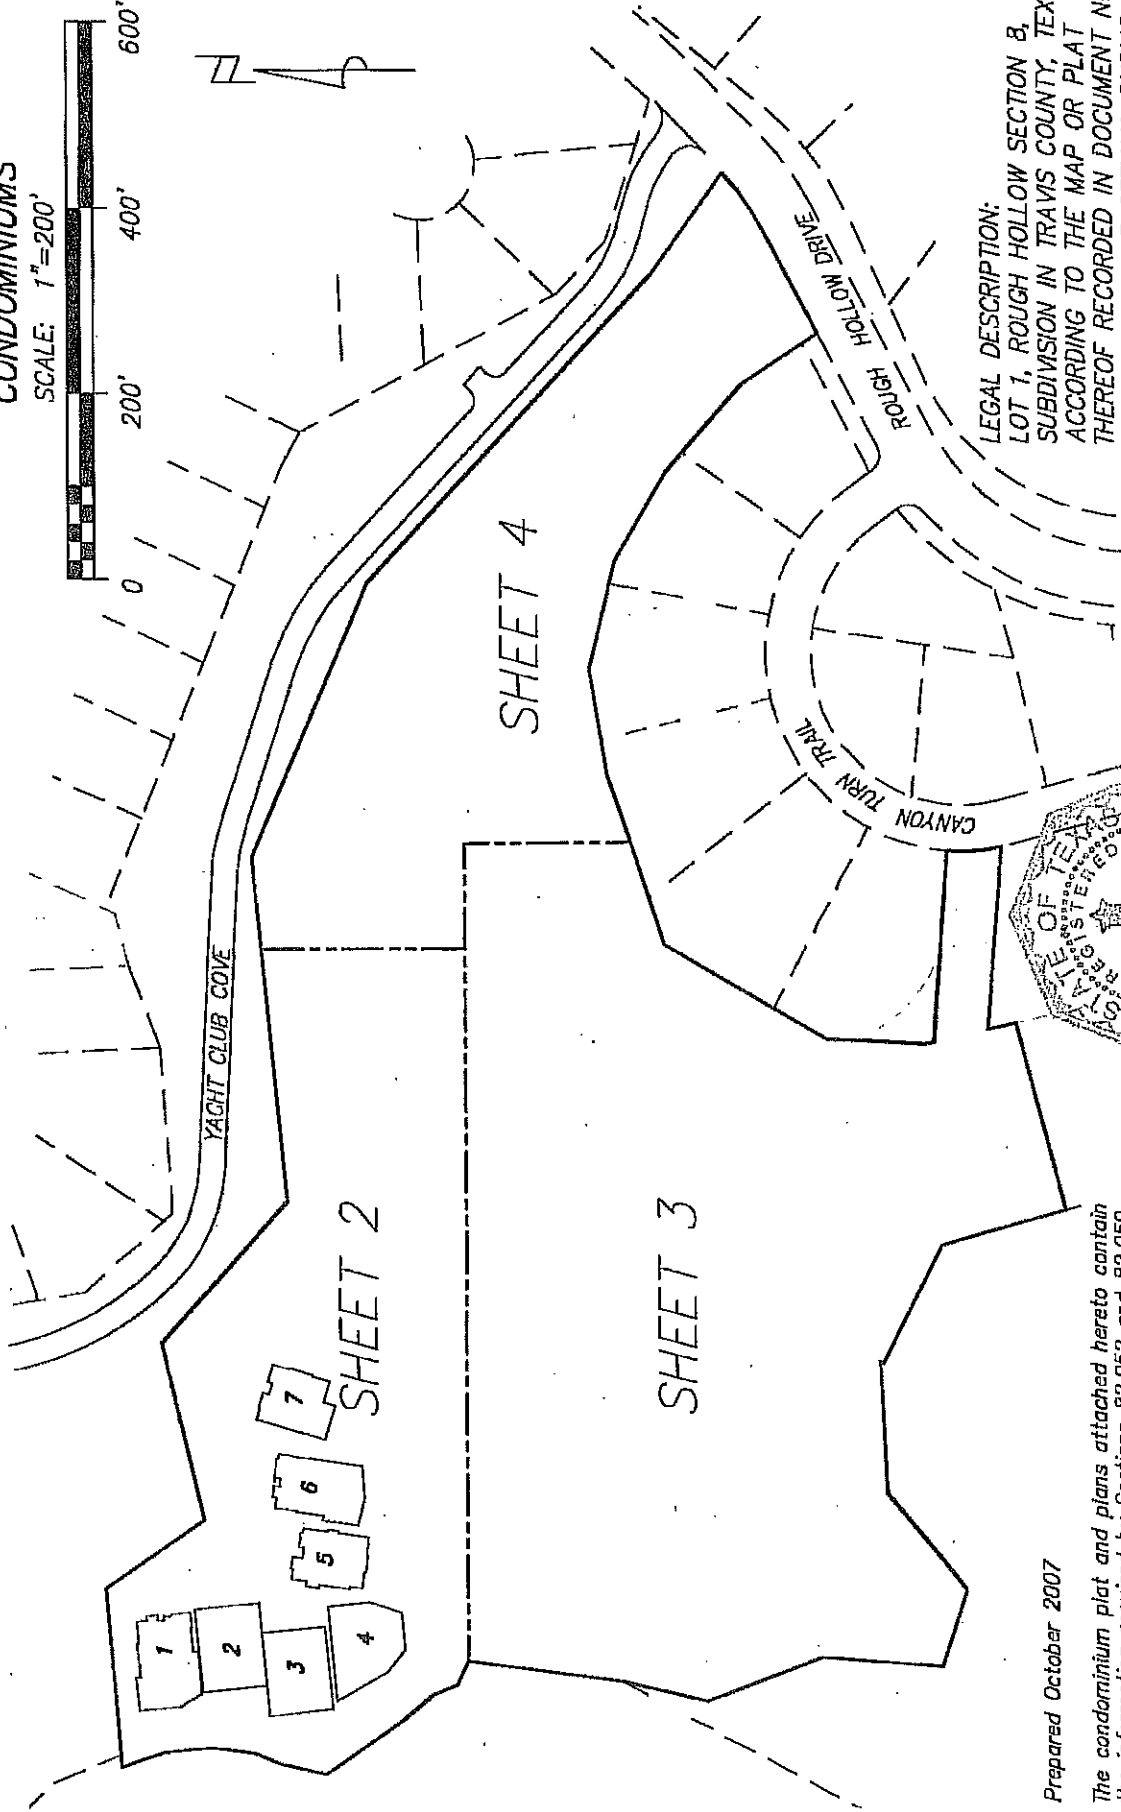 CONDOMINIUMS
SCALE: 1"=200'
0 200' 400' 600'
N
YACHT CLUB COVE
SHEET 2
SHEET 3
SHEET 4
1
2
3
4
5
6
7
CANYON TURN TRAIL
ROUGH HOLLOW DRIVE
LEGAL DESCRIPTION:
LOT 1, ROUGH HOLLOW SECTION B,
SUBDIVISION IN TRAVIS COUNTY, TEX
ACCORDING TO THE MAP OR PLAT
THEREOF RECORDED IN DOCUMENT N
STATE OF TEXA
REGISTERED
Prepared October 2007
The condominium plat and plans attached hereto contain